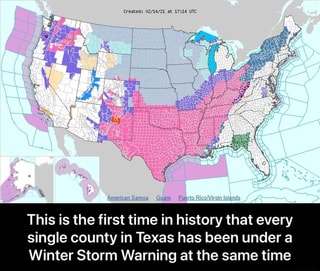 Created: 02/14/21 at 17:14 UTC
American Samoa Guam Puerto Rico/Virgin Islands
This is the first time in history that every
single county in Texas has been under a
Winter Storm Warning at the same time